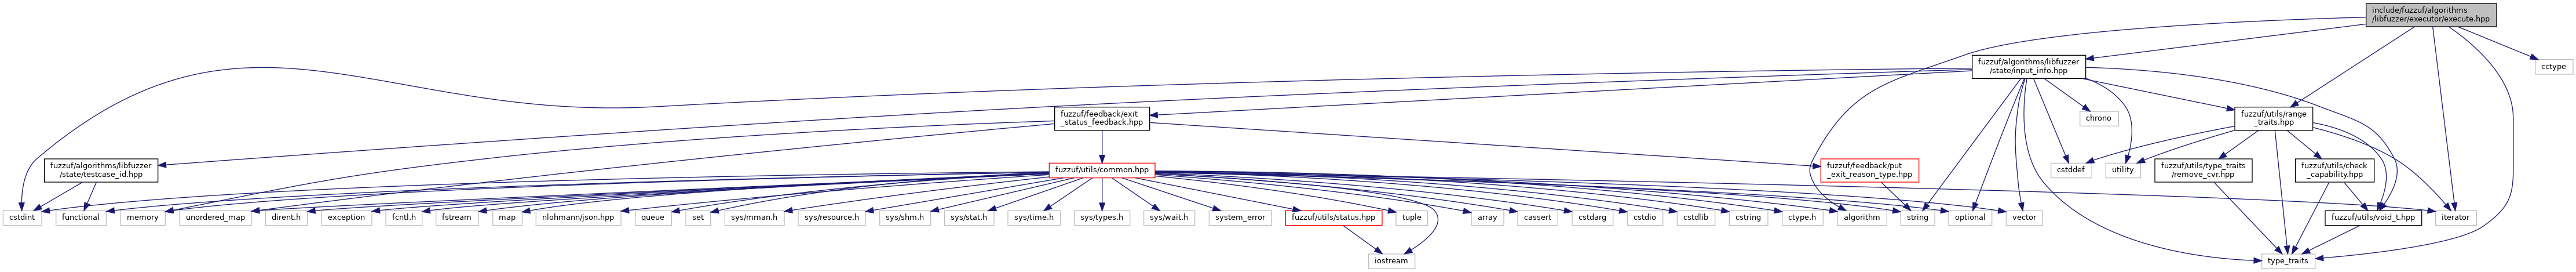 include/fuzzuf/algorithms
/libfuzzer/executor/execute.hpp
fuzzuf/algorithms/libfuzzer
/state/input_info.hpp
cctype
fuzzuf/feedback/exit
_status_feedback.hpp
chrono
fuzzuf/utils/range
_traits.hpp
fuzzuf/algorithms/libfuzzer
/state/testcase_id.hpp
fuzzuf/utils/common.hpp
fuzzuf/feedback/put
_exit_reason_type.hpp
cstddef
utility
fuzzuf/utils/type_traits
/remove_cvr.hpp
fuzzuf/utils/check
_capability.hpp
cstdint
functional
memory
unordered_map
dirent.h
exception
fcntl.h
fstream
map
nlohmann/json.hpp
queue
set
sys/mman.h
sys/resource.h
sys/shm.h
sys/stat.h
sys/time.h
sys/types.h
sys/wait.h
system_error
fuzzuf/utils/status.hpp
tuple
array
cassert
cstdarg
cstdio
cstdlib
cstring
ctype.h
algorithm
string
optional
vector
fuzzuf/utils/void_t.hpp
iterator
iostream
type_traits